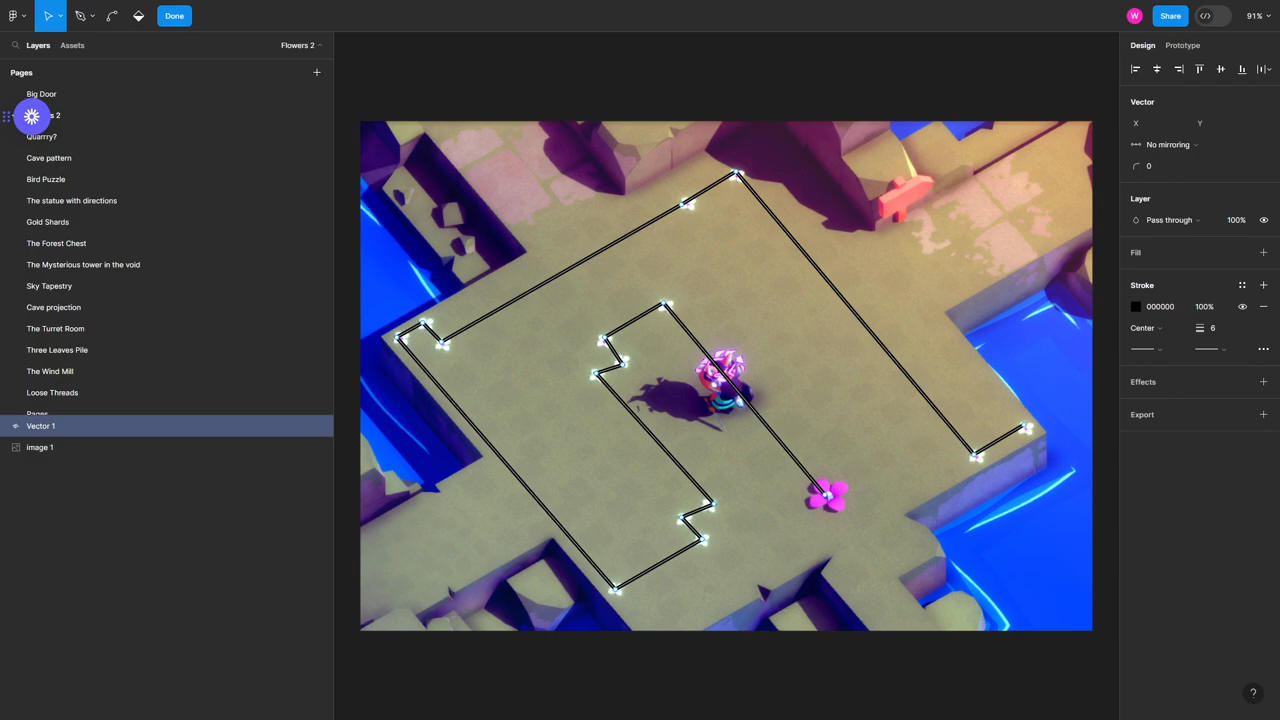 Done
W
Share
91%
Layers
Assets
Flowers 2
Design
Prototype
Pages
Big Door
s 2
Quarrry?
Cave pattern
Bird Puzzle
The statue with directions
Gold Shards
The Forest Chest
The Mysterious tower in the void
Sky Tapestry
Cave projection
The Turret Room
Three Leaves Pile
The Wind Mill
Loose Threads
Pages
Vector 1
image 1
Vector
X
Y
No mirroring
0
Layer
Pass through
100%
Fill
Stroke
000000
100%
Center
6
Effects
Export
?